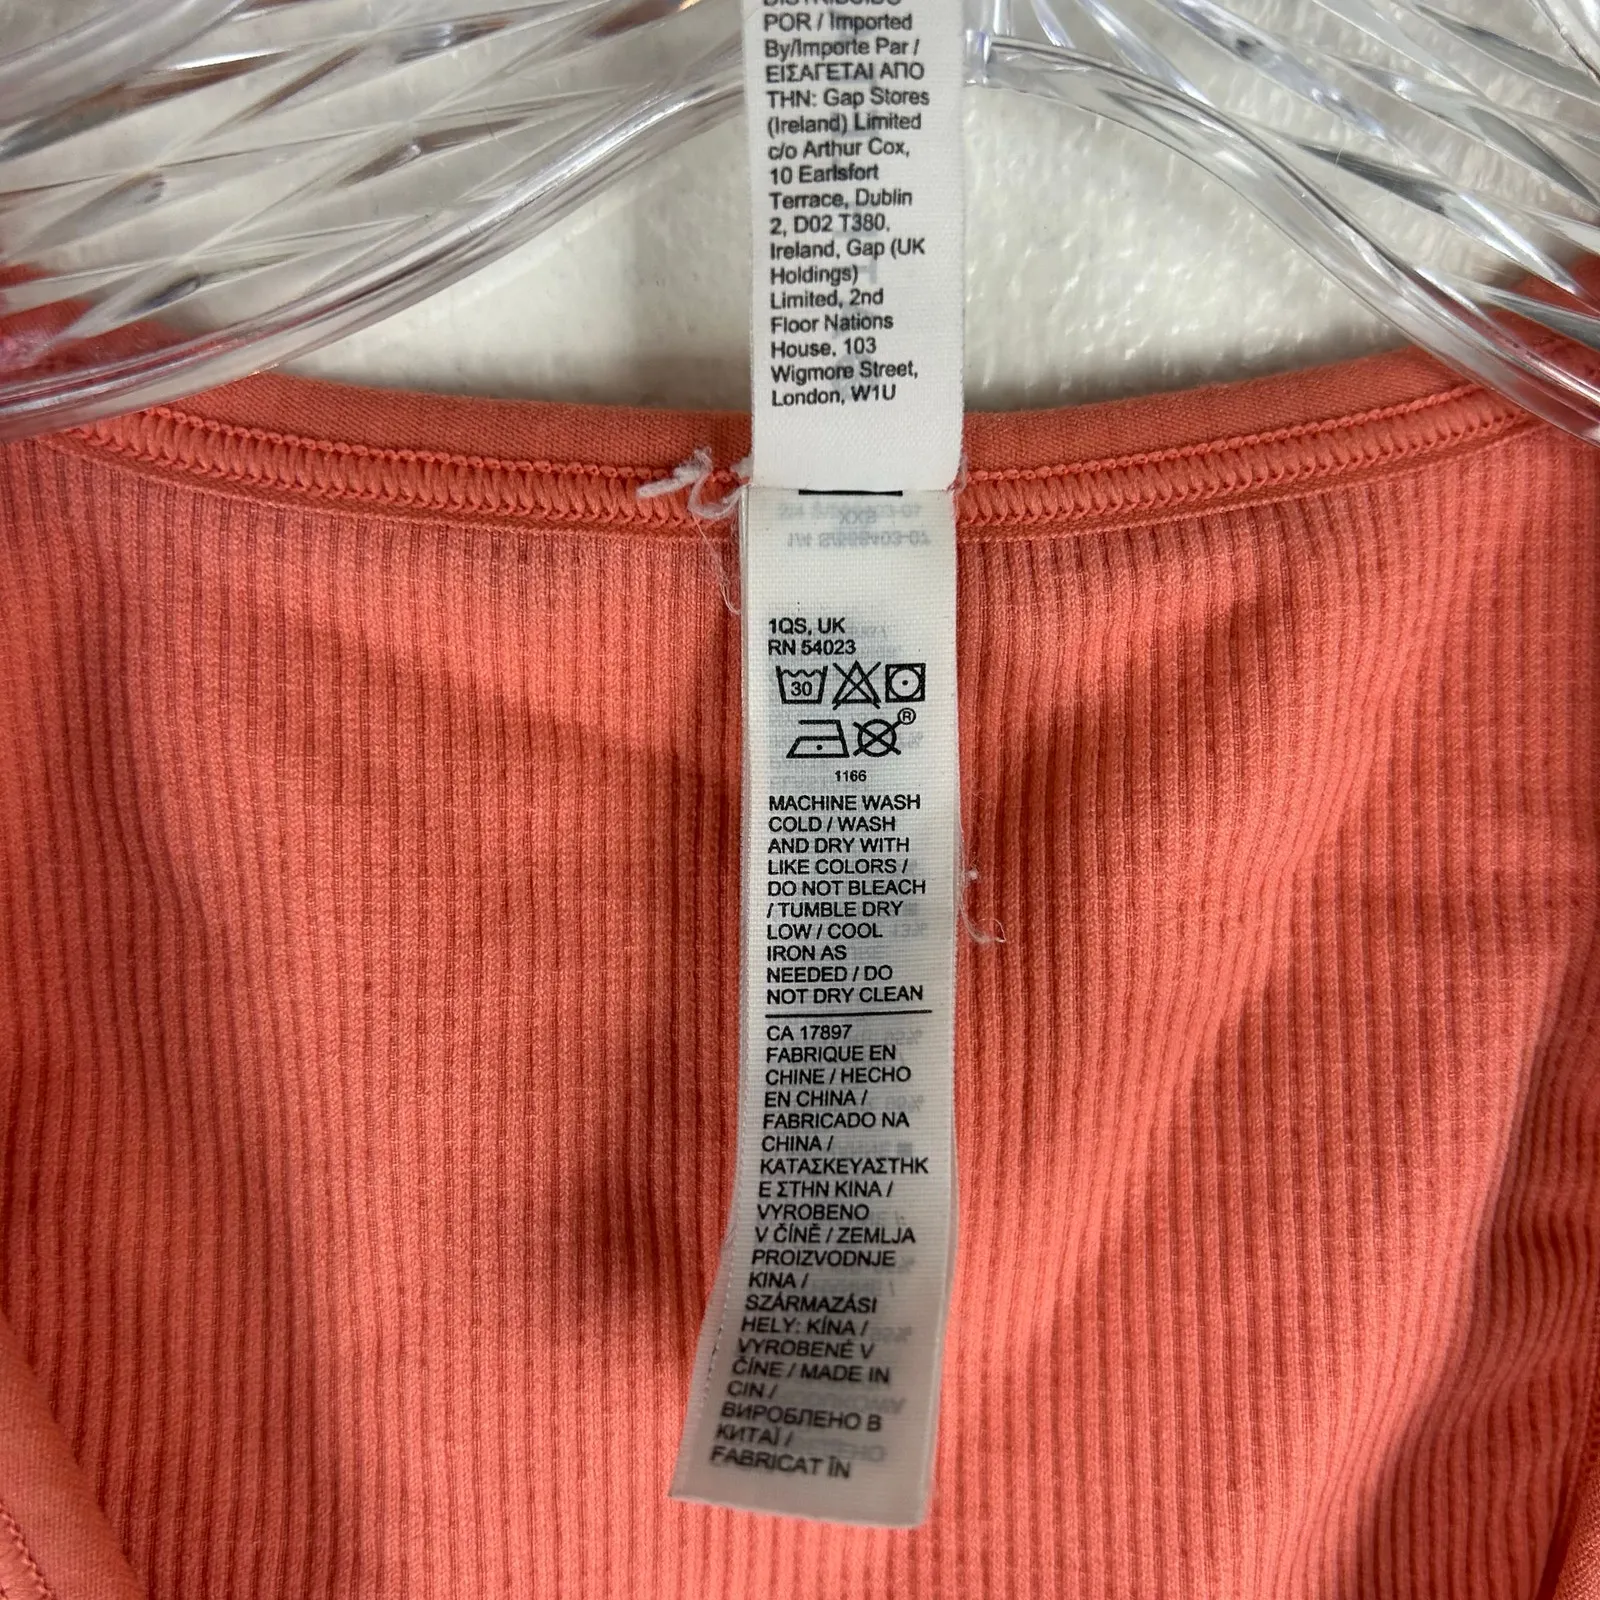 POR / Imported
By/Importe Par /
ΕΙΣΑΓΕΤΑΙ ΑΠΟ
THN: Gap Stores
(Ireland) Limited
c/o Arthur Cox,
10 Earlsfort
Terrace, Dublin
2, D02 T380,
Ireland, Gap (UK
Holdings)
Limited, 2nd
Floor Nations
House, 103
Wigmore Street,
London, W1U
XXS
1QS, UK
RN 54023
30
®
1166
MACHINE WASH
COLD / WASH
AND DRY WITH
LIKE COLORS /
DO NOT BLEACH
/ TUMBLE DRY
LOW / COOL
IRON AS
NEEDED / DO
NOT DRY CLEAN
CA 17897
FABRIQUE EN
CHINE / HECHO
EN CHINA /
FABRICADO NA
CHINA /
ΚΑΤΑΣΚΕΥΑΣΤΗΚ
Ε ΣΤΗΝ ΚΙΝΑ /
VYROBENO
V ČÍNĚ / ZEMLJA
PROIZVODNJE
KINA /
SZÁRMAZÁSI
HELY: KÍNA /
VYROBENÉ V
ČÍNE / MADE IN
CIN /
ВИРОБЛЕНО В
КИТАЇ /
FABRICAT ÎN